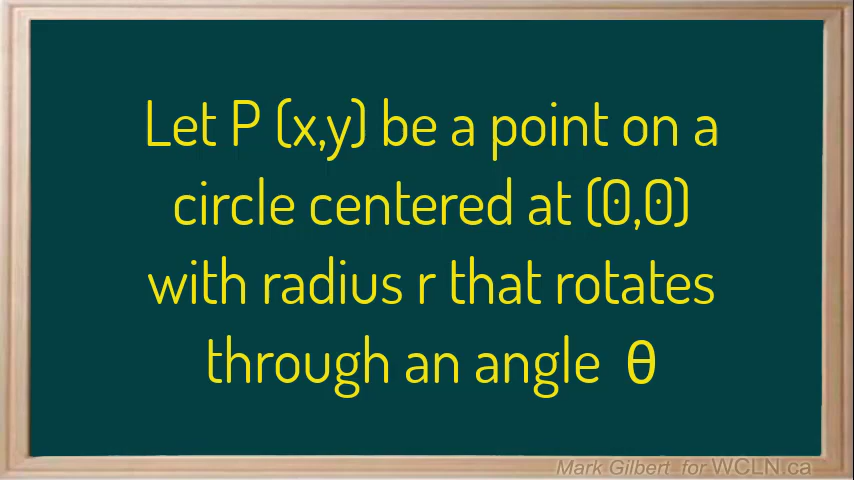 Let P (x,y) be a point on a
circle centered at (0,0)
with radius r that rotates
through an angle θ
Mark Gilbert for WCLN.ca